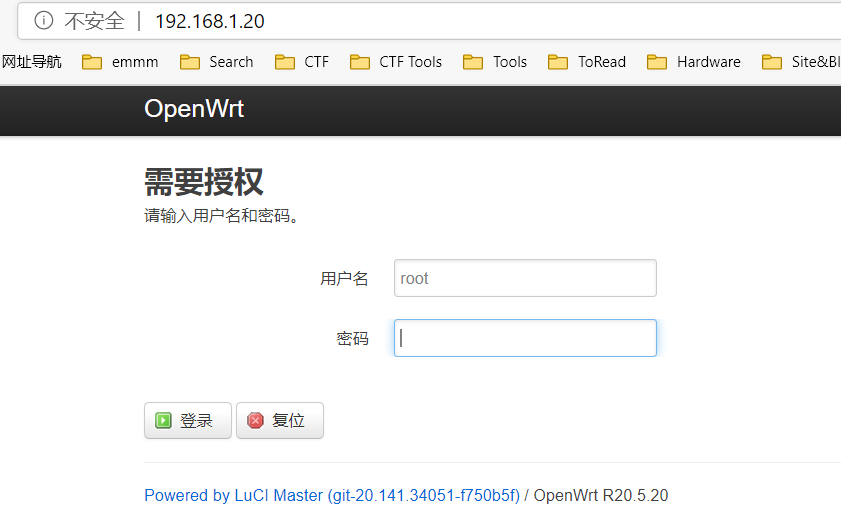 不安全 | 192.168.1.20
网址导航 emmm Search CTF CTF Tools Tools ToRead Hardware Site&Bl
OpenWrt
需要授权
请输入用户名和密码。
用户名 root
密码
登录 复位
Powered by LuCI Master (git-20.141.34051-f750b5f) / OpenWrt R20.5.20